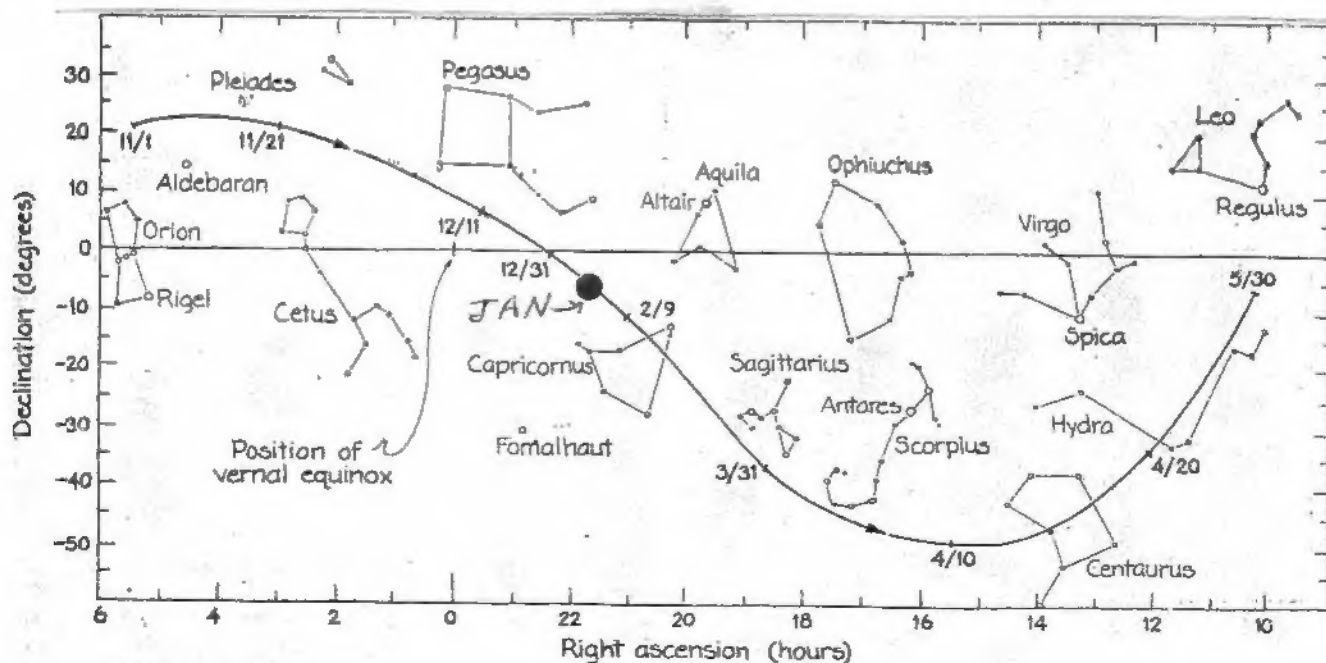 30
20
10
0
-10
-20
-30
-40
-50
Declination (degrees)
Pleiades
Pegasus
11/1
11/21
Aldebaran
Orion
Rigel
Cetus
12/11
12/31
JAN
2/9
Aquila
Altair
Ophiuchus
Virgo
Spica
Leo
Regulus
5/30
Capricornus
Fomalhaut
Position of
vernal equinox
Sagittarius
Antares
Scorpius
3/31
4/10
Hydra
4/20
Centaurus
6 4 2 0 22 20 18 16 14 12 10
Right ascension (hours)